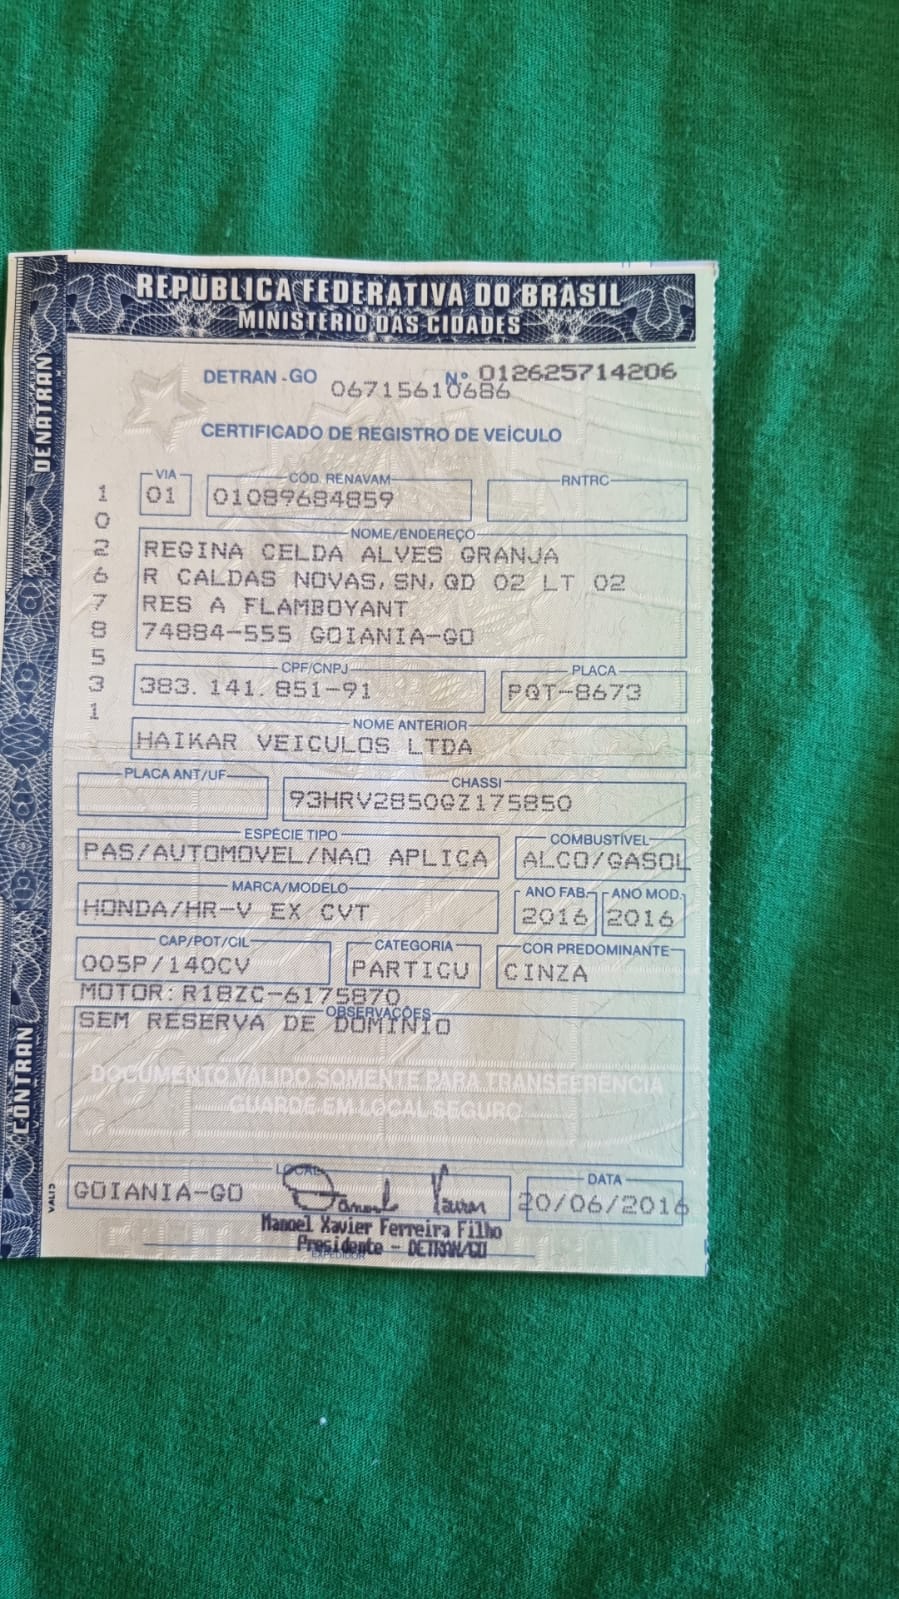 REPÚBLICA FEDERATIVA DO BRASIL
MINISTÉRIO DAS CIDADES
DENATRAN
CONTRAN
DETRAN - GO Nº 012625714206
06715610686
CERTIFICADO DE REGISTRO DE VEÍCULO
VIA CÓD. RENAVAM RNTRC
01 01089684859
102678531
NOME/ENDEREÇO
REGINA CELDA ALVES GRANJA
R CALDAS NOVAS, SN, QD 02 LT 02
RES A FLAMBOYANT
74884-555 GOIANIA-GO
CPF/CNPJ PLACA
383.141.851-91 PQT-8673
NOME ANTERIOR
HAIKAR VEICULOS LTDA
PLACA ANT/UF CHASSI
93HRV2850GZ175850
ESPÉCIE TIPO COMBUSTÍVEL
PAS/AUTOMOVEL/NAO APLICA ALCO/GASOL
MARCA/MODELO ANO FAB. ANO MOD.
HONDA/HR-V EX CVT 2016 2016
CAP/POT/CIL CATEGORIA COR PREDOMINANTE
005P/140CV PARTICU CINZA
MOTOR: R18ZC-6175870
OBSERVAÇÕES
SEM RESERVA DE DOMINIO
DOCUMENTO VÁLIDO SOMENTE PARA TRANSFERÊNCIA
GUARDE EM LOCAL SEGURO
LOCAL DATA
GOIANIA-GO 20/06/2016
Manoel Xavier Ferreira Filho
Presidente - DETRAN/GO
EXPEDIDOR